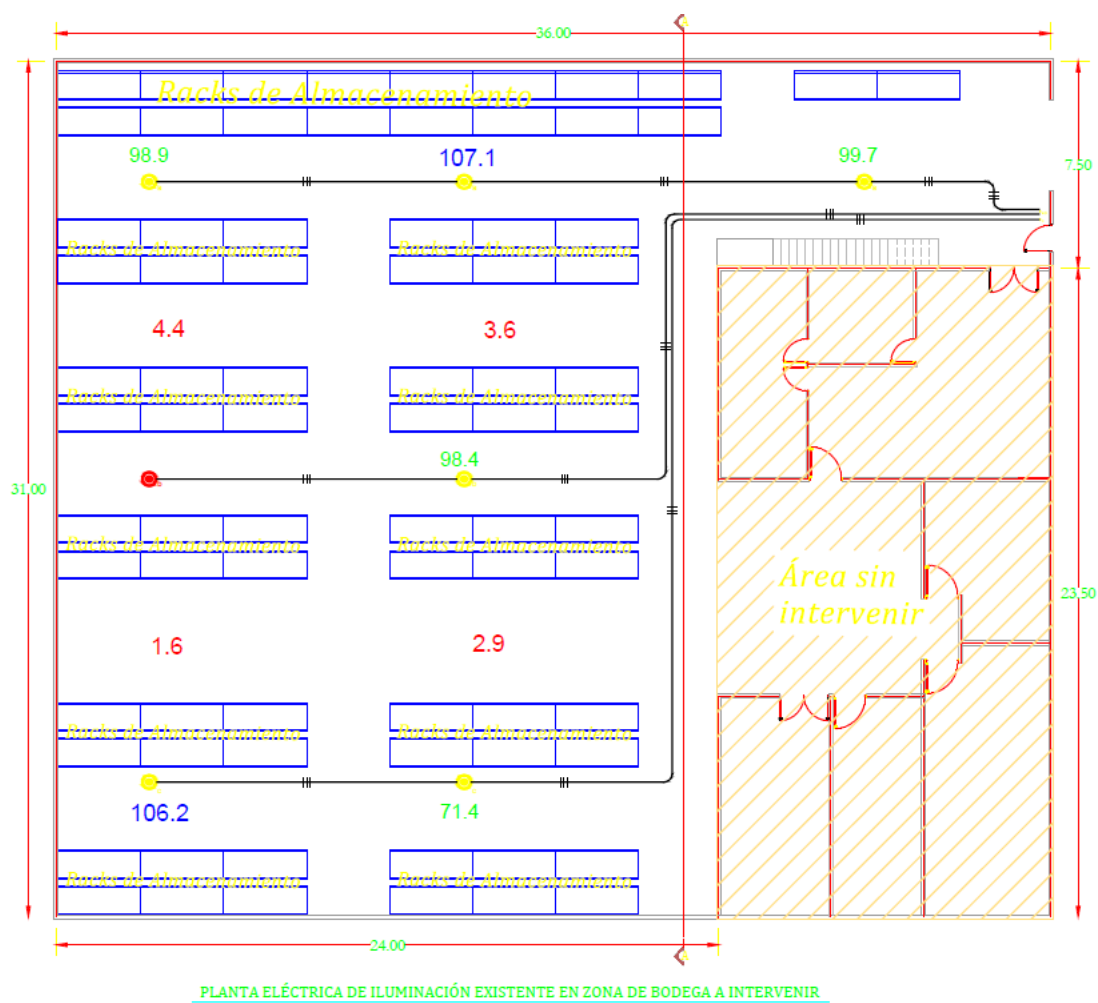 36.00
Racks de Almacenamiento
98.9
107.1
99.7
7.50
Racks de Almacenamiento
Racks de Almacenamiento
4.4
3.6
Racks de Almacenamiento
Racks de Almacenamiento
98.4
31.00
Racks de Almacenamiento
Racks de Almacenamiento
Área sin
intervenir
23.50
1.6
2.9
Racks de Almacenamiento
Racks de Almacenamiento
106.2
71.4
Racks de Almacenamiento
Racks de Almacenamiento
24.00
PLANTA ELÉCTRICA DE ILUMINACIÓN EXISTENTE EN ZONA DE BODEGA A INTERVENIR